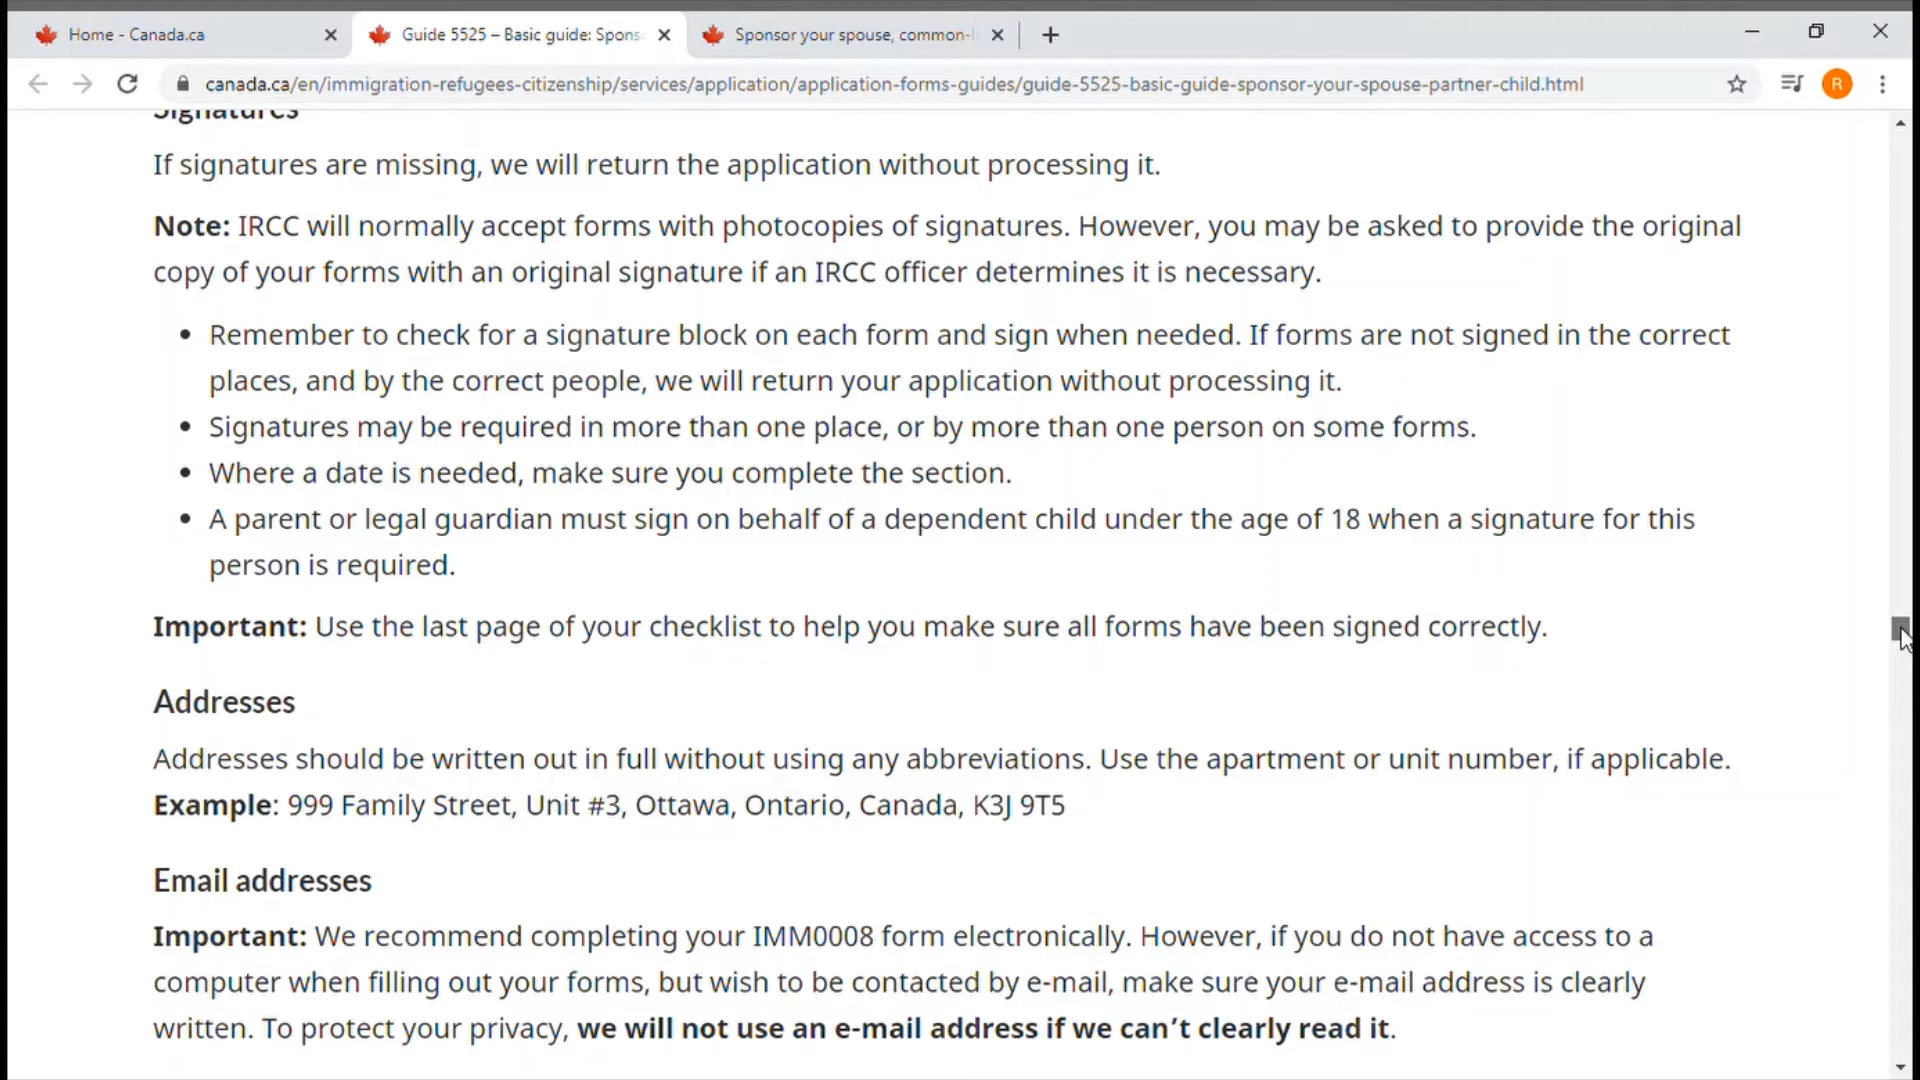 Home - Canada.ca
Guide 5525 – Basic guide: Spons
Sponsor your spouse, common-l
canada.ca/en/immigration-refugees-citizenship/services/application/application-forms-guides/guide-5525-basic-guide-sponsor-your-spouse-partner-child.html
R
Signatures
If signatures are missing, we will return the application without processing it.
Note: IRCC will normally accept forms with photocopies of signatures. However, you may be asked to provide the original
copy of your forms with an original signature if an IRCC officer determines it is necessary.
• Remember to check for a signature block on each form and sign when needed. If forms are not signed in the correct
places, and by the correct people, we will return your application without processing it.
• Signatures may be required in more than one place, or by more than one person on some forms.
• Where a date is needed, make sure you complete the section.
• A parent or legal guardian must sign on behalf of a dependent child under the age of 18 when a signature for this
person is required.
Important: Use the last page of your checklist to help you make sure all forms have been signed correctly.
Addresses
Addresses should be written out in full without using any abbreviations. Use the apartment or unit number, if applicable.
Example: 999 Family Street, Unit #3, Ottawa, Ontario, Canada, K3J 9T5
Email addresses
Important: We recommend completing your IMM0008 form electronically. However, if you do not have access to a
computer when filling out your forms, but wish to be contacted by e-mail, make sure your e-mail address is clearly
written. To protect your privacy, we will not use an e-mail address if we can’t clearly read it.